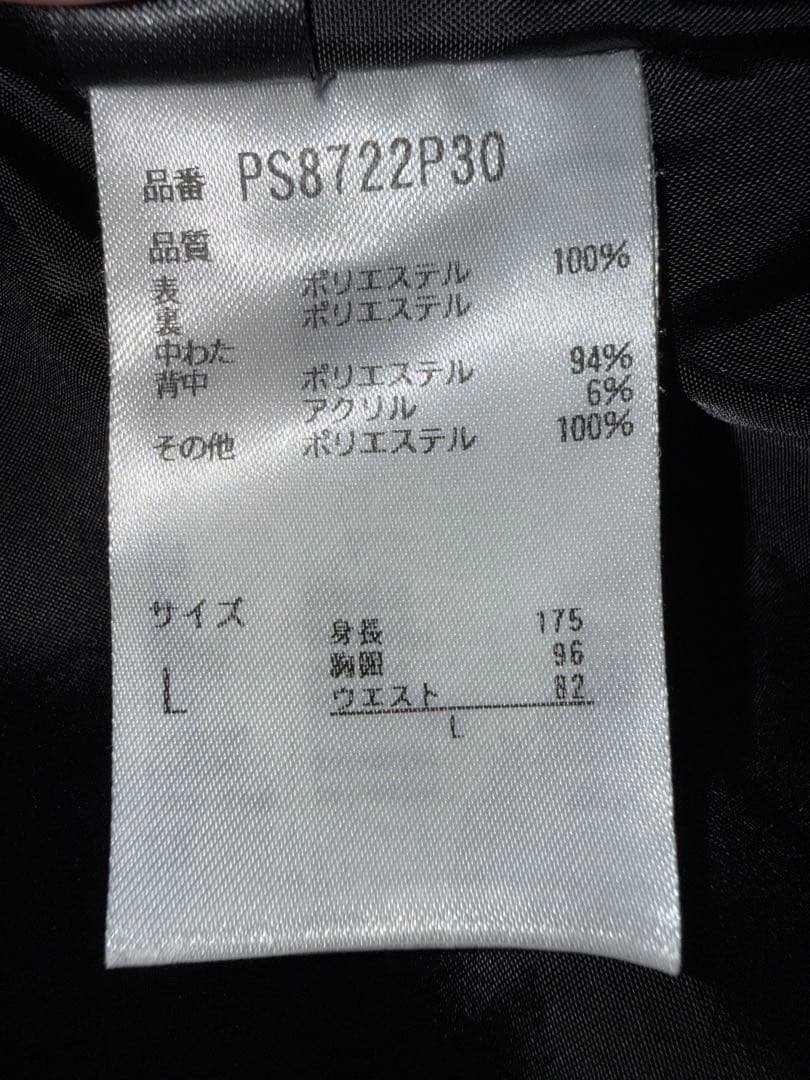 品番 PS8722P30
品質
表 ポリエステル 100%
裏 ポリエステル
中わた
背中 ポリエステル 94%
アクリル 6%
その他 ポリエステル 100%
サイズ
L
身長 175
胸囲 96
ウエスト 82
L